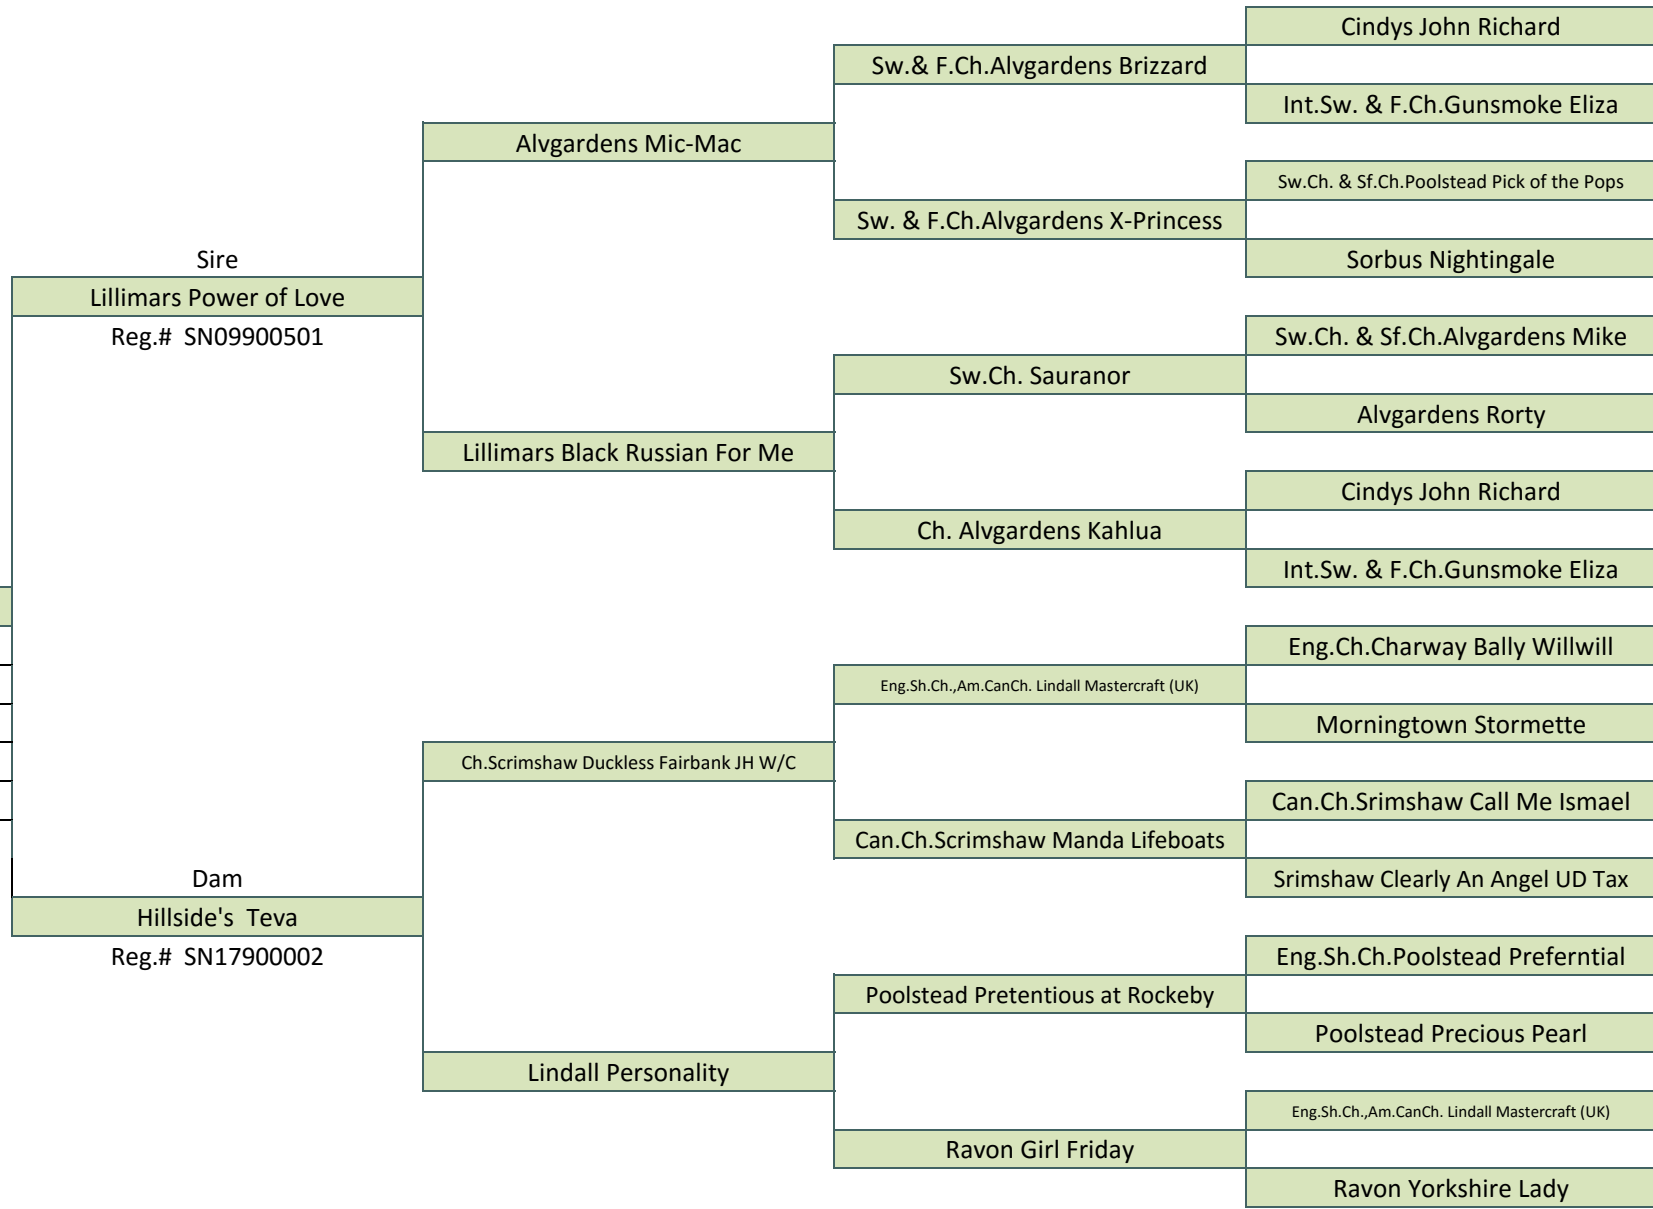 Cindys John Richard
Sw.& F.Ch.Alvgardens Brizzard
Int.Sw. & F.Ch.Gunsmoke Eliza
Alvgardens Mic-Mac
Sw.Ch. & Sf.Ch.Poolstead Pick of the Pops
Sw. & F.Ch.Alvgardens X-Princess
Sire
Sorbus Nightingale
Lillimars Power of Love
Reg.# SN09900501
Sw.Ch. & Sf.Ch.Alvgardens Mike
Sw.Ch. Sauranor
Alvgardens Rorty
Lillimars Black Russian For Me
Cindys John Richard
Ch. Alvgardens Kahlua
Int.Sw. & F.Ch.Gunsmoke Eliza
Eng.Ch.Charway Bally Willwill
Eng.Sh.Ch.,Am.CanCh. Lindall Mastercraft (UK)
Morningtown Stormette
Ch.Scrimshaw Duckless Fairbank JH W/C
Can.Ch.Srimshaw Call Me Ismael
Can.Ch.Scrimshaw Manda Lifeboats
Dam
Srimshaw Clearly An Angel UD Tax
Hillside's  Teva
Reg.# SN17900002
Eng.Sh.Ch.Poolstead Preferntial
Poolstead Pretentious at Rockeby
Poolstead Precious Pearl
Lindall Personality
Eng.Sh.Ch.,Am.CanCh. Lindall Mastercraft (UK)
Ravon Girl Friday
Ravon Yorkshire Lady